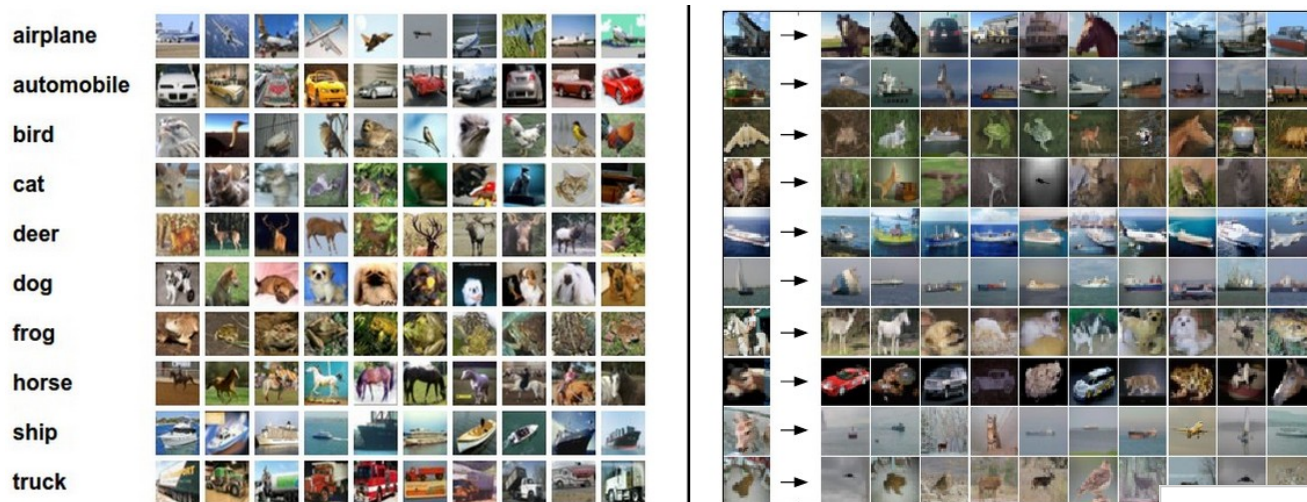 airplane
automobile
bird
cat
deer
dog
frog
horse
ship
truck